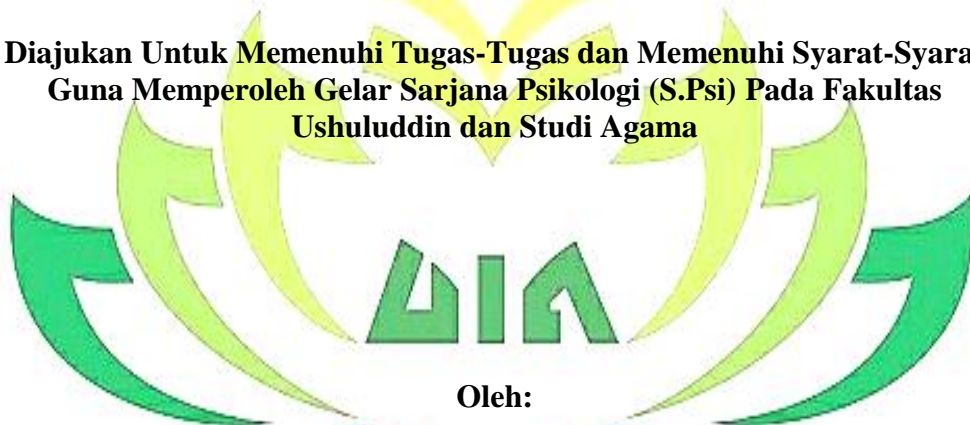 Diajukan Untuk Memenuhi Tugas-Tugas dan Memenuhi Syarat-Syara
Guna Memperoleh Gelar Sarjana Psikologi (S.Psi) Pada Fakultas
Ushuluddin dan Studi Agama
UIN
Oleh: